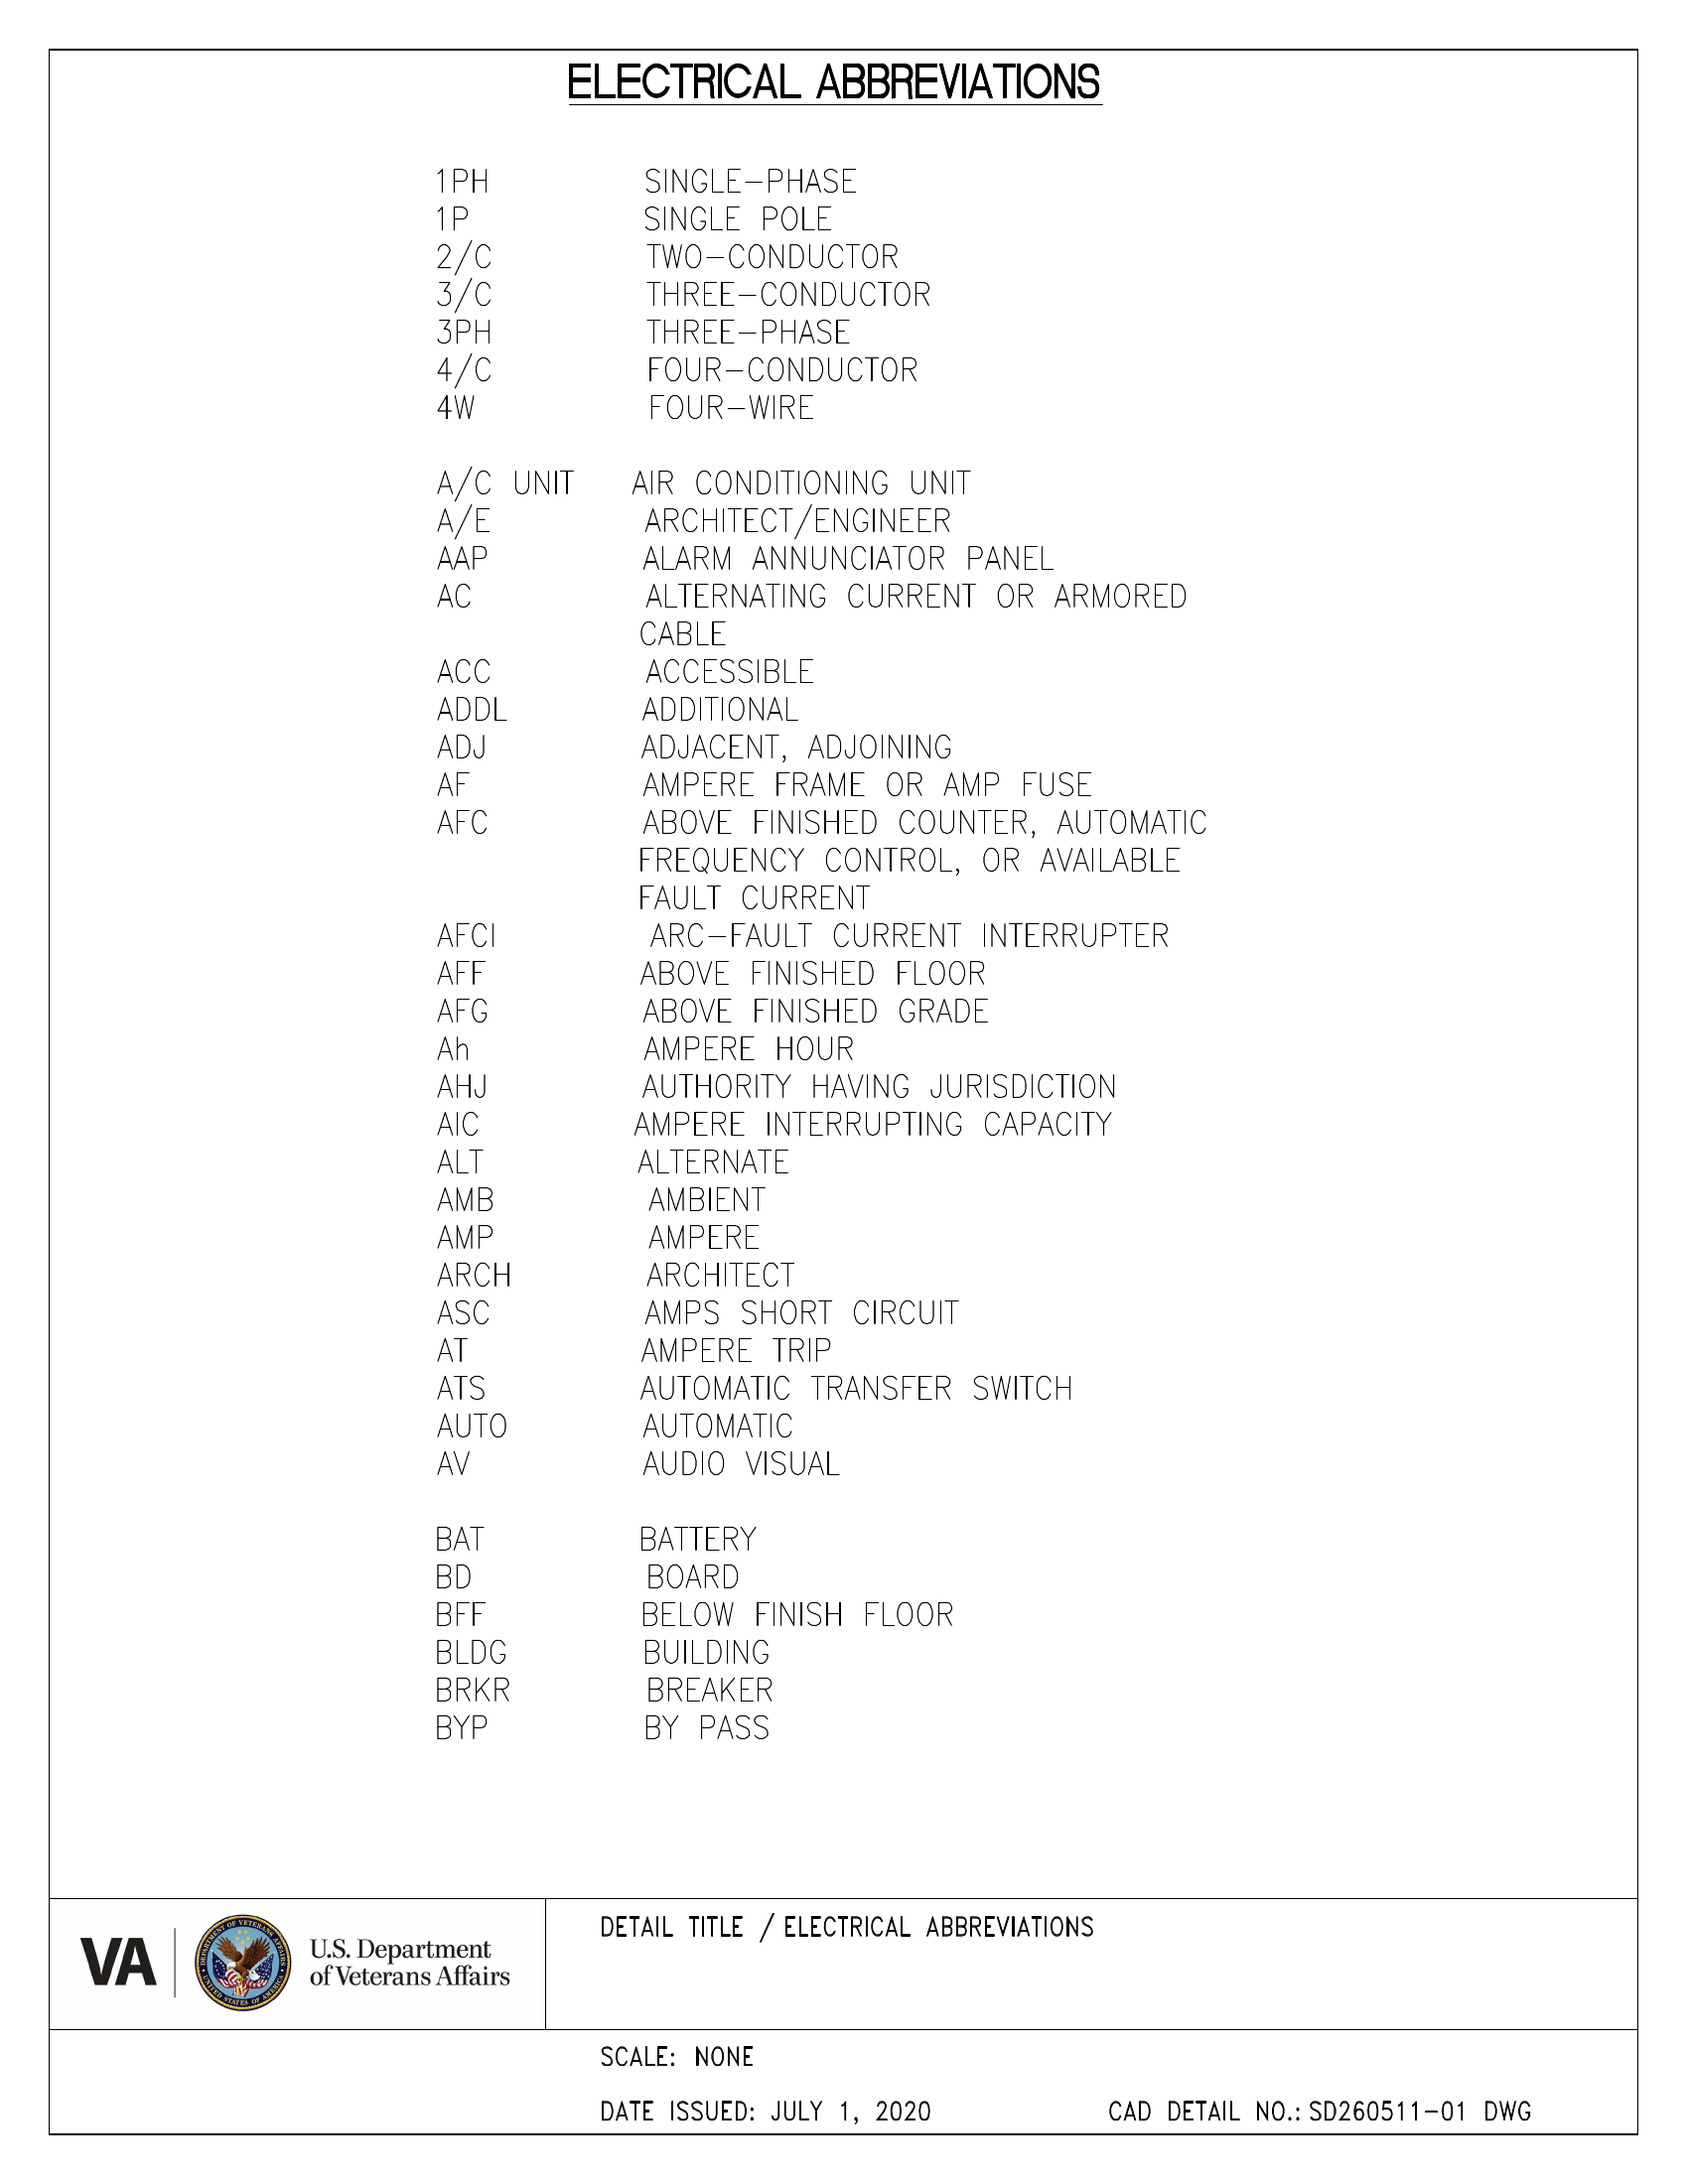 ELECTRICAL ABBREVIATIONS
1PH SINGLE-PHASE
1P SINGLE POLE
2/C TWO-CONDUCTOR
3/C THREE-CONDUCTOR
3PH THREE-PHASE
4/C FOUR-CONDUCTOR
4W FOUR-WIRE
A/C UNIT AIR CONDITIONING UNIT
A/E ARCHITECT/ENGINEER
AAP ALARM ANNUNCIATOR PANEL
AC ALTERNATING CURRENT OR ARMORED
CABLE
ACC ACCESSIBLE
ADDL ADDITIONAL
ADJ ADJACENT, ADJOINING
AF AMPERE FRAME OR AMP FUSE
AFC ABOVE FINISHED COUNTER, AUTOMATIC
FREQUENCY CONTROL, OR AVAILABLE
FAULT CURRENT
AFCI ARC-FAULT CURRENT INTERRUPTER
AFF ABOVE FINISHED FLOOR
AFG ABOVE FINISHED GRADE
Ah AMPERE HOUR
AHJ AUTHORITY HAVING JURISDICTION
AIC AMPERE INTERRUPTING CAPACITY
ALT ALTERNATE
AMB AMBIENT
AMP AMPERE
ARCH ARCHITECT
ASC AMPS SHORT CIRCUIT
AT AMPERE TRIP
ATS AUTOMATIC TRANSFER SWITCH
AUTO AUTOMATIC
AV AUDIO VISUAL
BAT BATTERY
BD BOARD
BFF BELOW FINISH FLOOR
BLDG BUILDING
BRKR BREAKER
BYP BY PASS
VA
DEPARTMENT OF VETERANS AFFAIRS
UNITED STATES OF AMERICA
U.S. Department
of Veterans Affairs
DETAIL TITLE / ELECTRICAL ABBREVIATIONS
SCALE: NONE
DATE ISSUED: JULY 1, 2020 CAD DETAIL NO.: SD260511-01 DWG